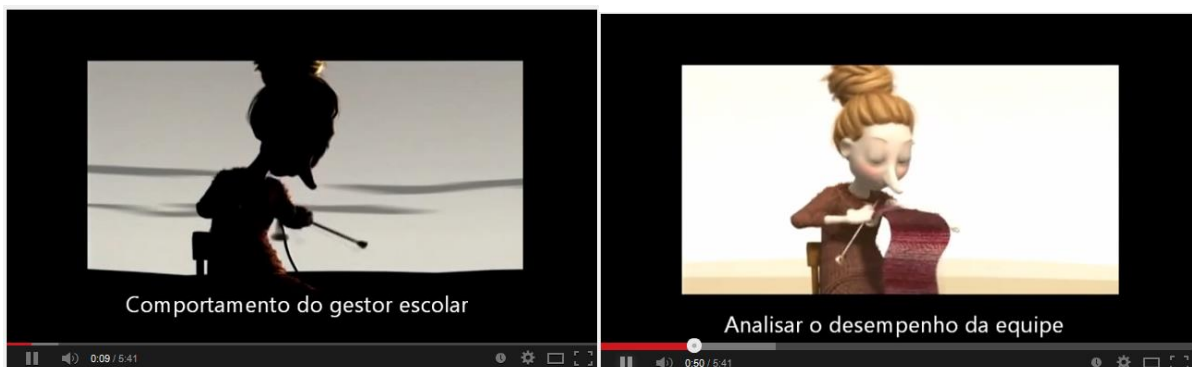 Comportamento do gestor escolar
0:09 / 5:41
Analisar o desempenho da equipe
0:50 / 5:41